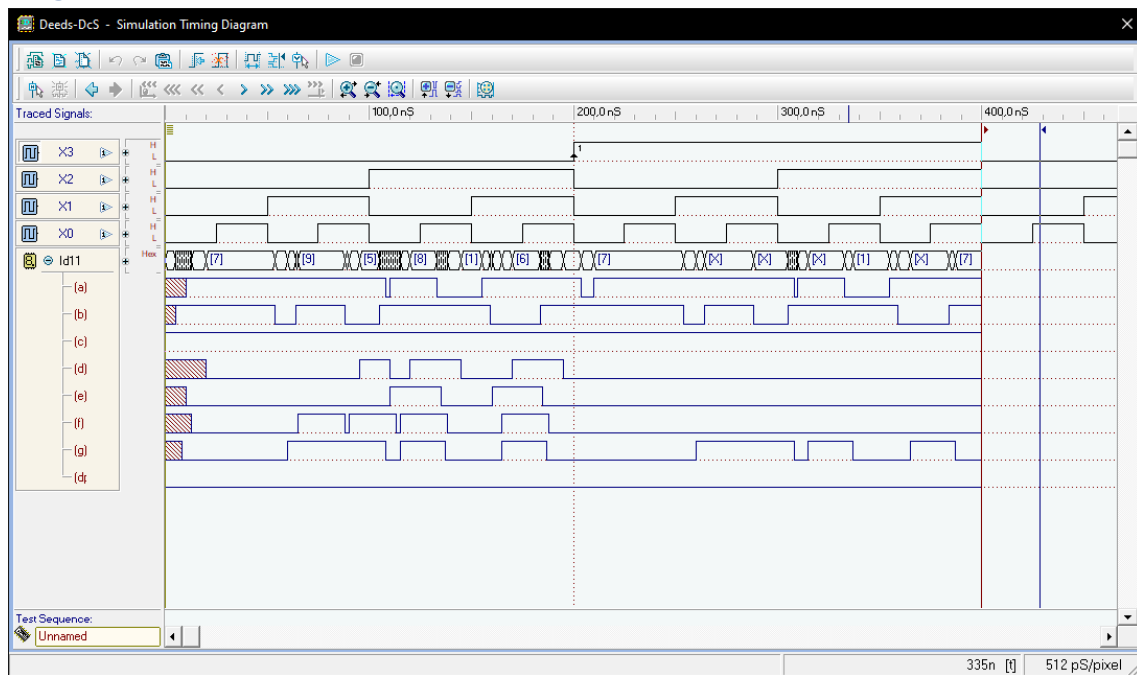 Deeds-DcS - Simulation Timing Diagram
Traced Signals:
100,0 nS 200,0 nS 300,0 nS 400,0 nS
X3 H L 1
X2 H L
X1 H L
X0 H L
Id11 Hex [7] [9] [5] [8] [1] [6] [7] [X] [X] [X] [1] [X] [7]
(a)
(b)
(c)
(d)
(e)
(f)
(g)
(d
Test Sequence:
Unnamed
335n [t] 512 pS/pixel